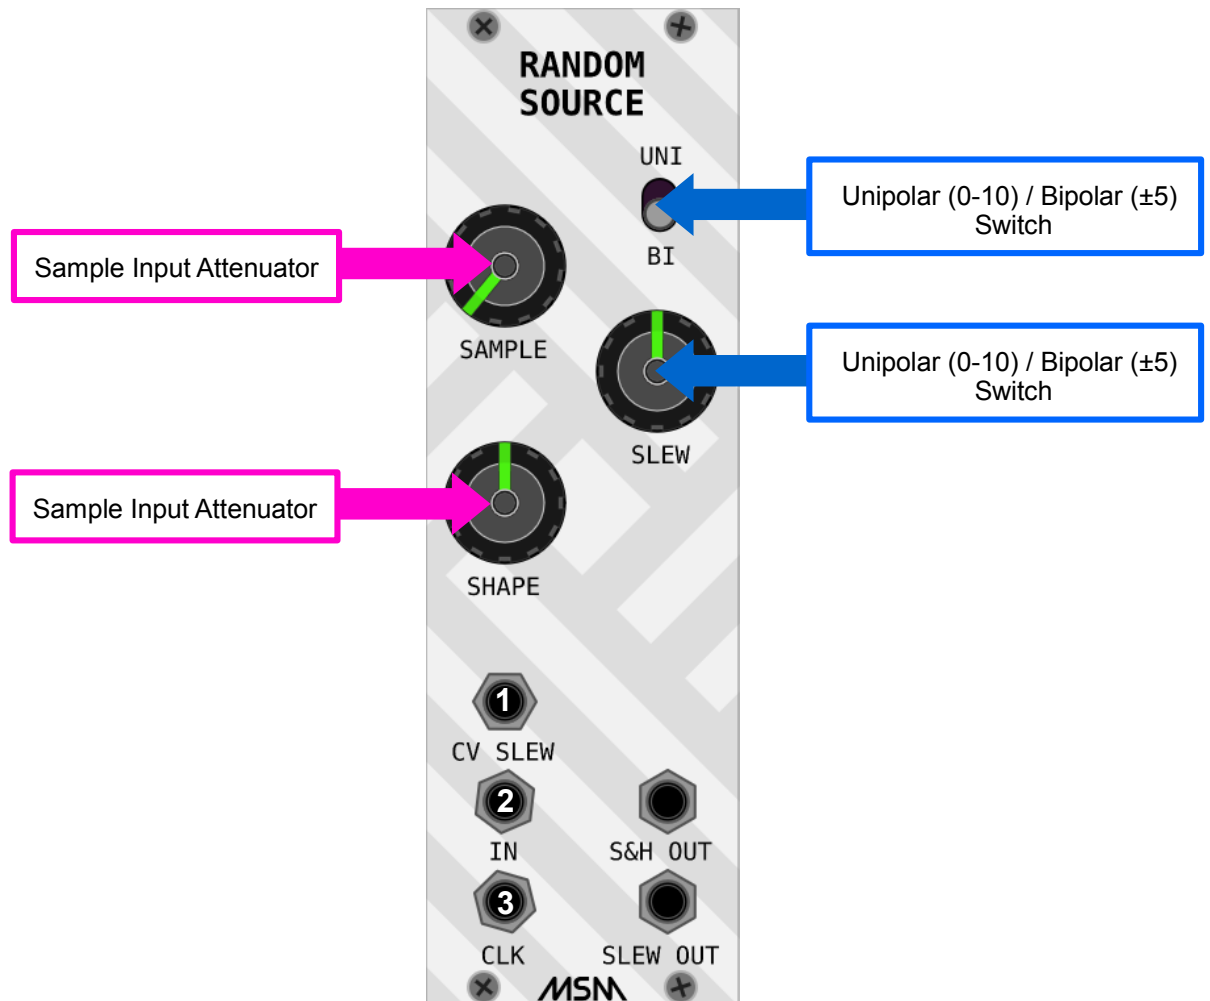 RANDOM
SOURCE
UNI
Unipolar (0-10) / Bipolar (±5)
Switch
BI
Sample Input Attenuator
SAMPLE
Unipolar (0-10) / Bipolar (±5)
Switch
SLEW
Sample Input Attenuator
SHAPE
1
CV SLEW
2
IN
S&H OUT
3
CLK
SLEW OUT
MSM